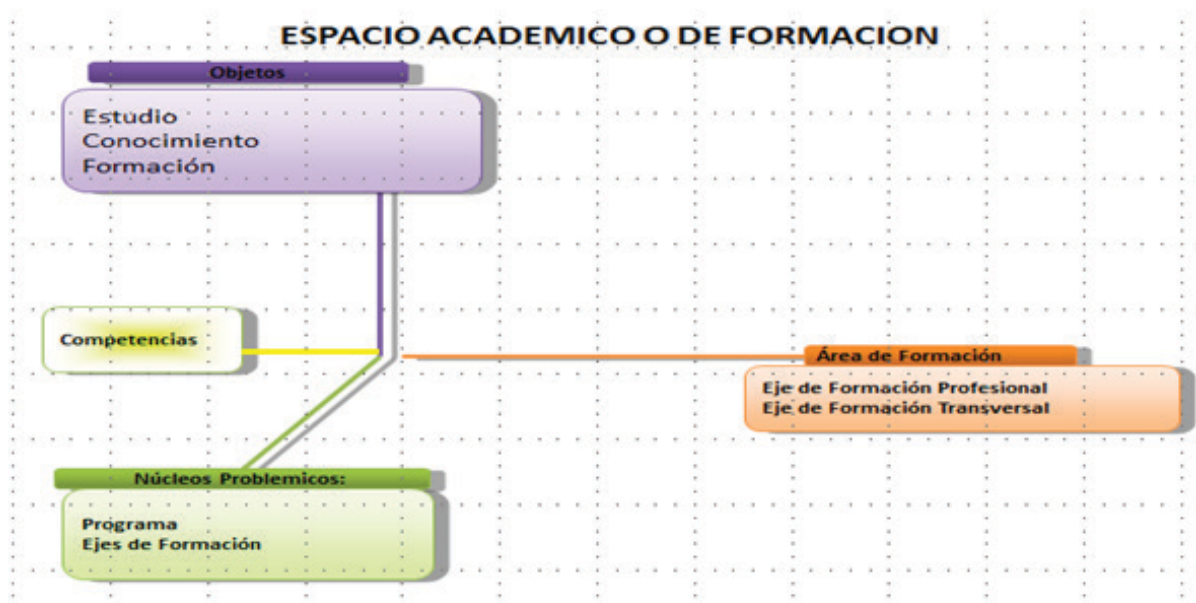 ESPACIO ACADEMICO O DE FORMACION
Objetos
Estudio
Conocimiento
Formación
Competencias
Área de Formación
Eje de Formación Profesional
Eje de Formación Transversal
Núcleos Problemicos:
Programa
Ejes de Formación